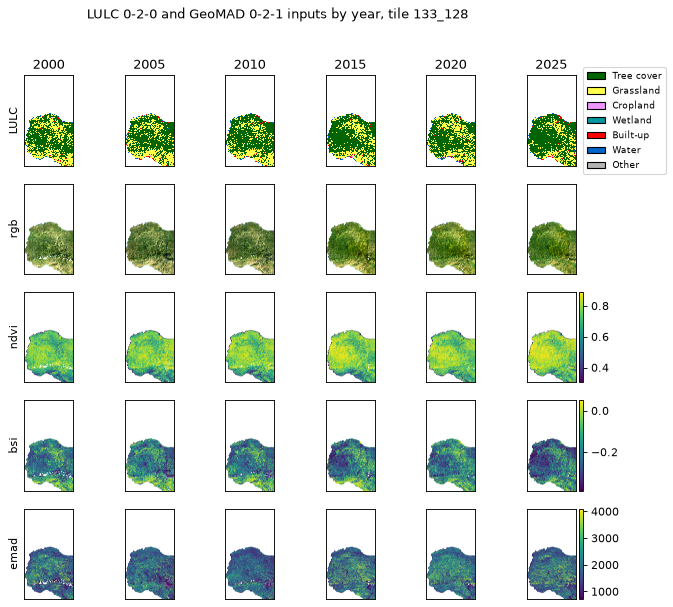 LULC 0-2-0 and GeoMAD 0-2-1 inputs by year, tile 133_128
2000 2005 2010 2015 2020 2025
LULC
Tree cover
Grassland
Cropland
Wetland
Built-up
Water
Other
rgb
ndvi
0.8
0.6
0.4
bsi
0.0
−0.2
emad
4000
3000
2000
1000